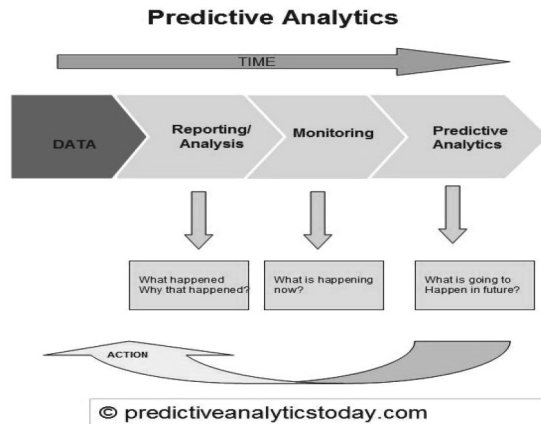 Predictive Analytics
TIME
DATA
Reporting/
Analysis
Monitoring
Predictive
Analytics
What happened
Why that happened?
What is happening
now?
What is going to
Happen in future?
ACTION
© predictiveanalyticstoday.com